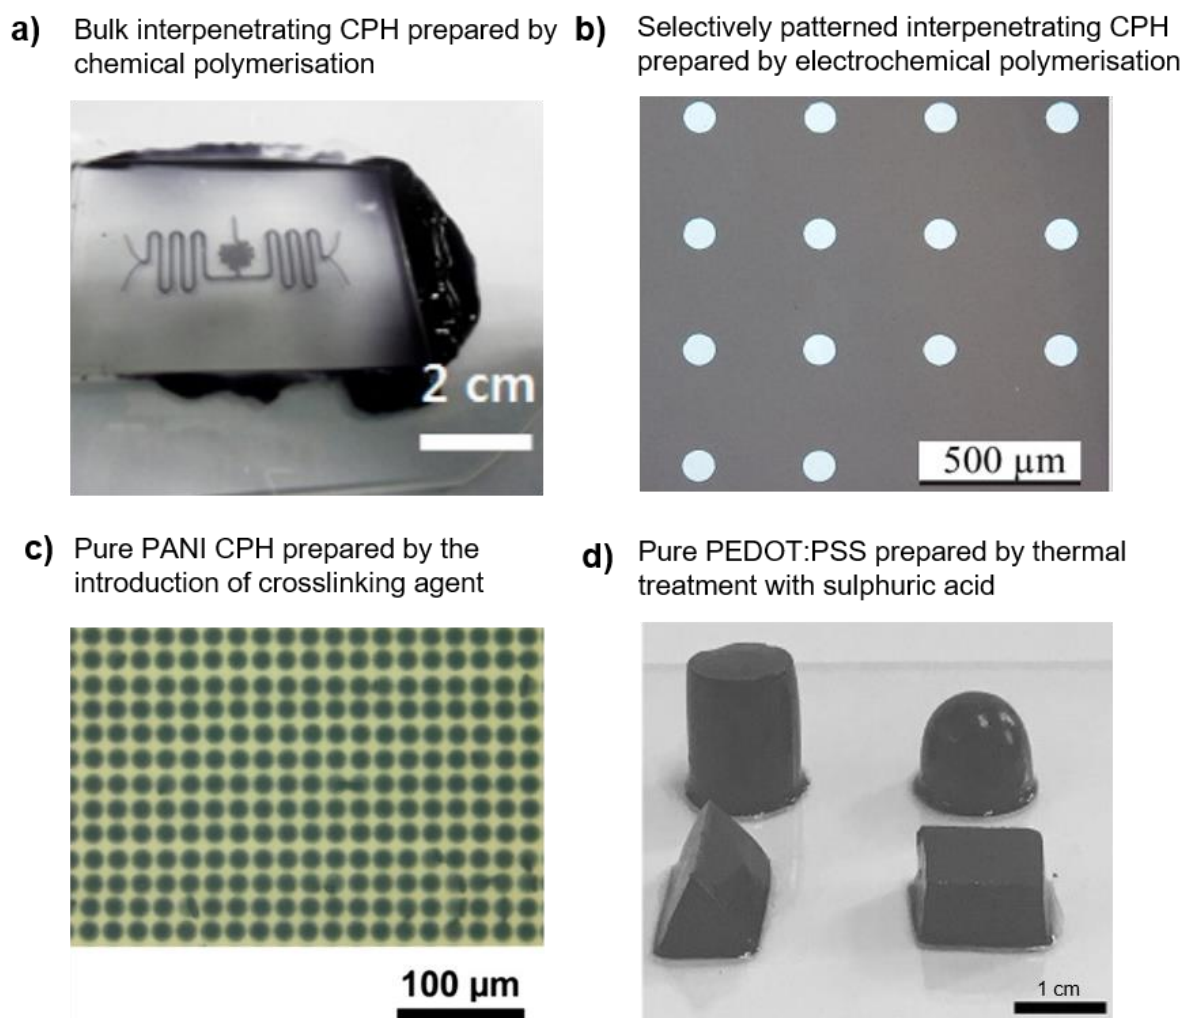 a) Bulk interpenetrating CPH prepared by
chemical polymerisation
b) Selectively patterned interpenetrating CPH
prepared by electrochemical polymerisation
2 cm
500 µm
c) Pure PANI CPH prepared by the
introduction of crosslinking agent
d) Pure PEDOT:PSS prepared by thermal
treatment with sulphuric acid
100 µm
1 cm